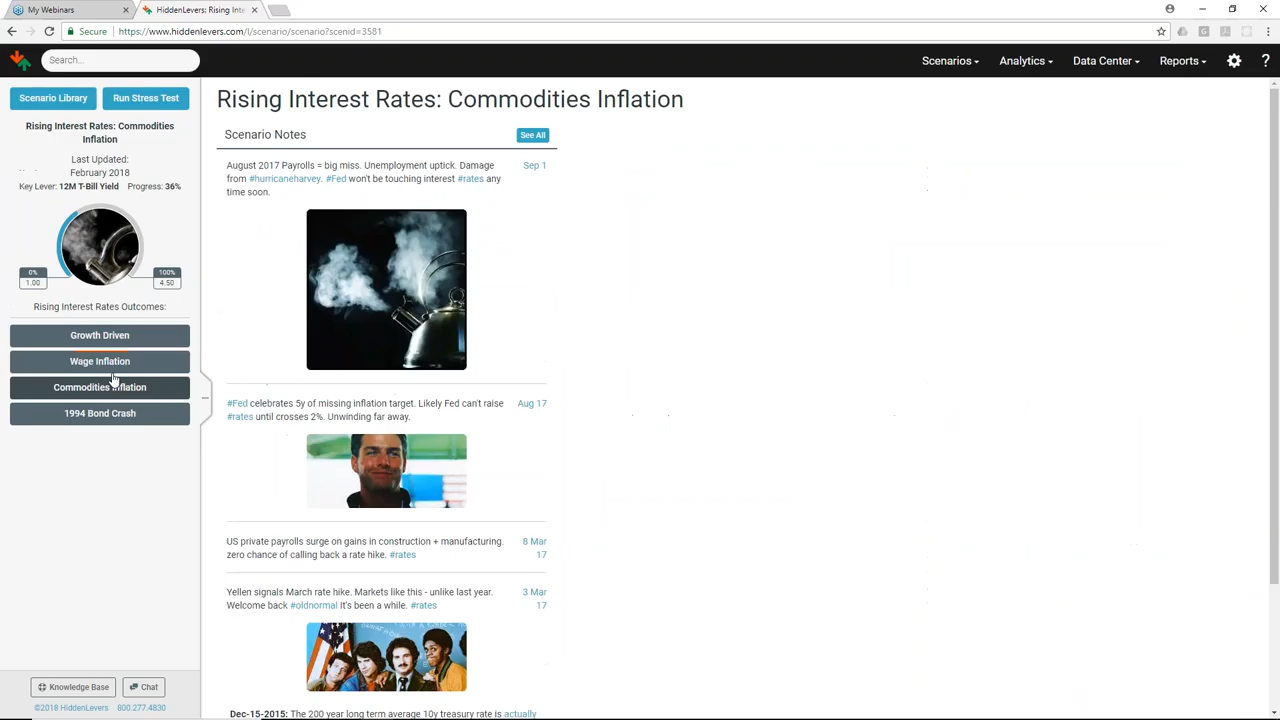 My Webinars
HiddenLevers: Rising Inte
Secure
https://www.hiddenlevers.com/l/scenario/scenario?scenid=3581
Search...
Scenarios
Analytics
Data Center
Reports
?
Scenario Library
Run Stress Test
Rising Interest Rates: Commodities
Inflation
Last Updated:
February 2018
Key Lever: 12M T-Bill Yield Progress: 36%
0%
1.00
100%
4.50
Rising Interest Rates Outcomes:
Growth Driven
Wage Inflation
Commodities Inflation
1994 Bond Crash
Knowledge Base
Chat
©2018 HiddenLevers 800.277.4830
Rising Interest Rates: Commodities Inflation
Scenario Notes
See All
August 2017 Payrolls = big miss. Unemployment uptick. Damage
from #hurricaneharvey. #Fed won't be touching interest #rates any
time soon.
Sep 1
#Fed celebrates 5y of missing inflation target. Likely Fed can't raise
#rates until crosses 2%. Unwinding far away.
Aug 17
US private payrolls surge on gains in construction + manufacturing.
zero chance of calling back a rate hike. #rates
8 Mar
17
Yellen signals March rate hike. Markets like this - unlike last year.
Welcome back #oldnormal It's been a while. #rates
3 Mar
17
Dec-15-2015: The 200 year long term average 10y treasury rate is actually